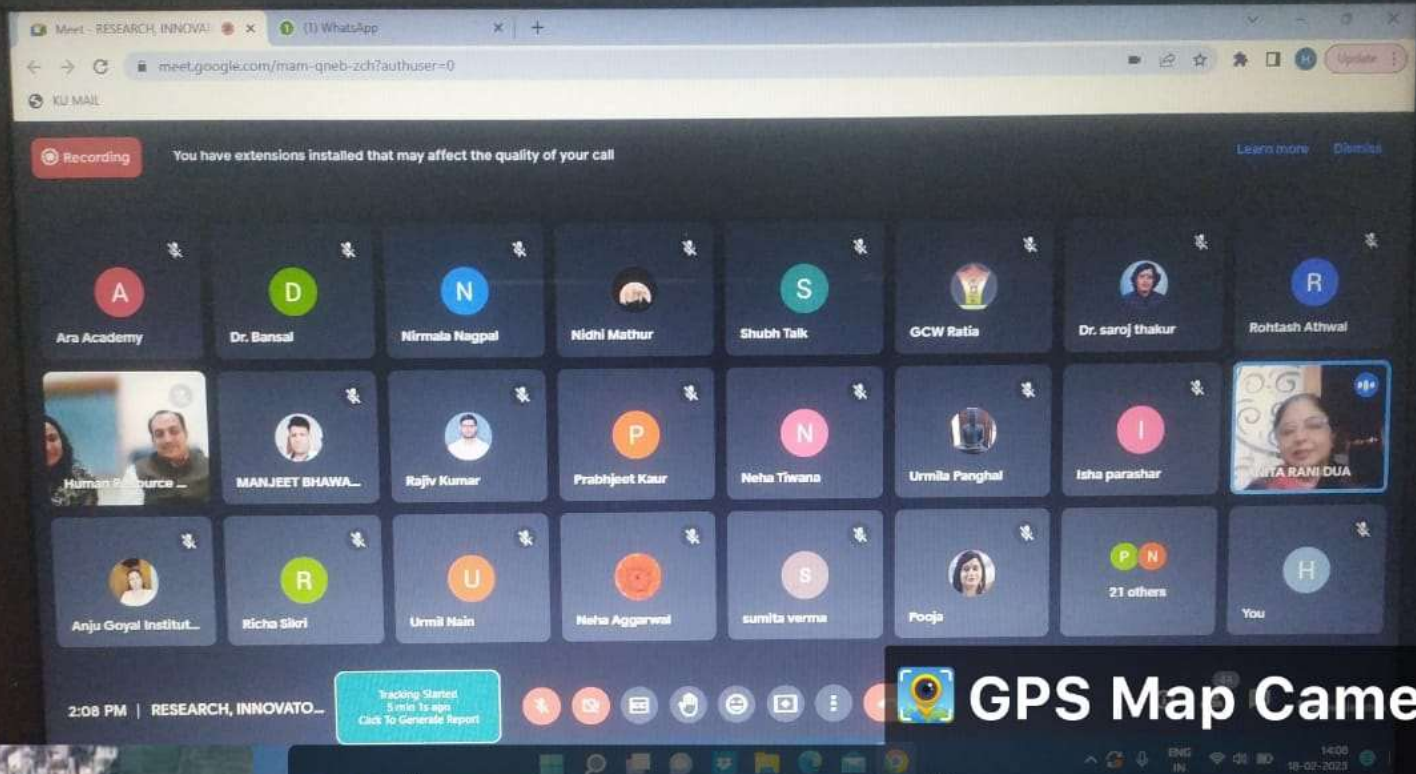 Meet - RESEARCH, INNOVA
(1) WhatsApp
meet.google.com/mam-qneb-zch?authuser=0
Update
KU MAIL
Recording
You have extensions installed that may affect the quality of your call
Learn more
Dismiss
A
D
N
S
R
Ara Academy
Dr. Bansal
Nirmala Nagpal
Nidhi Mathur
Shubh Talk
GCW Ratia
Dr. saroj thakur
Rohtash Athwal
P
N
I
Human Resource ...
MANJEET BHAWA...
Rajiv Kumar
Prabhjeet Kaur
Neha Tiwana
Urmila Panghal
Isha parashar
NITA RANI DUA
R
U
S
P N
H
Anju Goyal Institut...
Richa Sikri
Urmil Nain
Neha Aggarwal
sumita verma
Pooja
21 others
You
2:08 PM | RESEARCH, INNOVATO...
Tracking Started
5 min 1s ago
Click To Generate Report
GPS Map Came
ENG
IN
18-02-2023